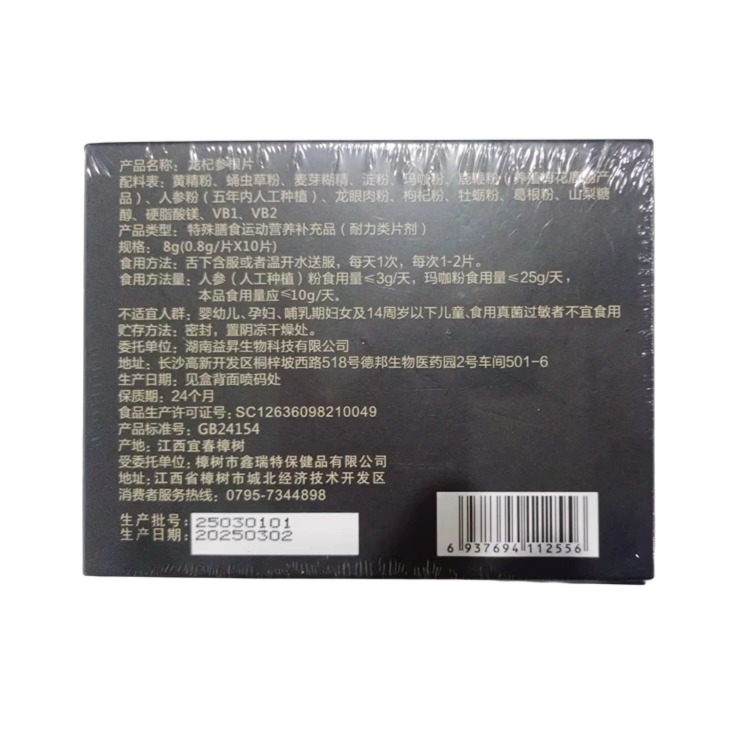 产品名称：龙杞参根片
配料表：黄精粉、蛹虫草粉、麦芽糊精、淀粉、玛咖粉、鹿鞭粉（养殖梅花鹿副产
品）、人参粉（五年内人工种植）、龙眼肉粉、枸杞粉、牡蛎粉、葛根粉、山梨糖
醇、硬脂酸镁、VB1、VB2
产品类型：特殊膳食运动营养补充品（耐力类片剂）
规格：8g(0.8g/片X10片)
食用方法：舌下含服或者温开水送服，每天1次，每次1-2片。
食用方法量：人参（人工种植）粉食用量≤3g/天，玛咖粉食用量≤25g/天，
本品食用量应≤10g/天。
不适宜人群：婴幼儿、孕妇、哺乳期妇女及14周岁以下儿童、食用真菌过敏者不宜食用
贮存方法：密封，置阴凉干燥处。
委托单位：湖南益昇生物科技有限公司
地址：长沙高新开发区桐梓坡西路518号德邦生物医药园2号车间501-6
生产日期：见盒背面喷码处
保质期：24个月
食品生产许可证号：SC12636098210049
产品标准号：GB24154
产地：江西宜春樟树
受委托单位：樟树市鑫瑞特保健品有限公司
地址：江西省樟树市城北经济技术开发区
消费者服务热线：0795-7344898
生产批号：25030101
生产日期：20250302
6 937694 112556